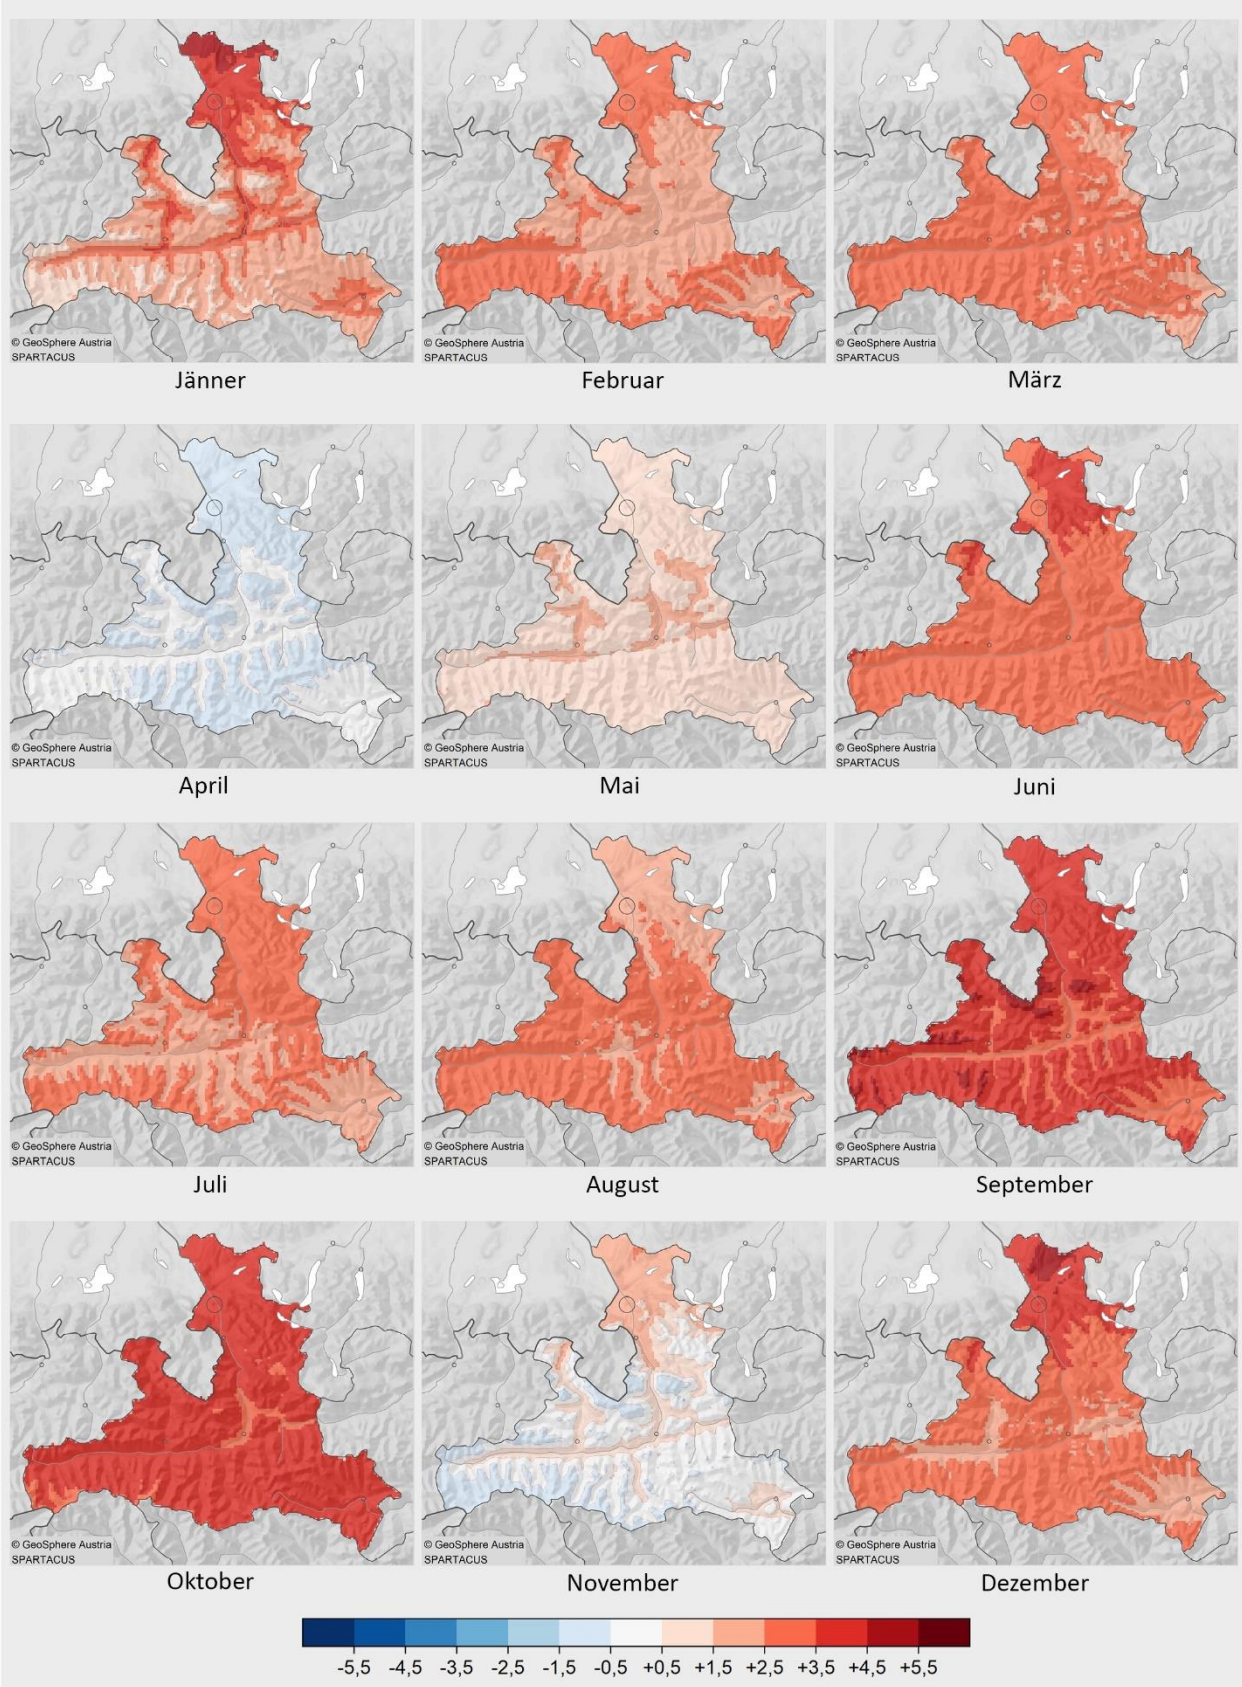 © GeoSphere Austria
SPARTACUS
© GeoSphere Austria
SPARTACUS
© GeoSphere Austria
SPARTACUS
Jänner
Februar
März
© GeoSphere Austria
SPARTACUS
© GeoSphere Austria
SPARTACUS
© GeoSphere Austria
SPARTACUS
April
Mai
Juni
© GeoSphere Austria
SPARTACUS
© GeoSphere Austria
SPARTACUS
© GeoSphere Austria
SPARTACUS
Juli
August
September
© GeoSphere Austria
SPARTACUS
© GeoSphere Austria
SPARTACUS
© GeoSphere Austria
SPARTACUS
Oktober
November
Dezember
-5,5 -4,5 -3,5 -2,5 -1,5 -0,5 +0,5 +1,5 +2,5 +3,5 +4,5 +5,5